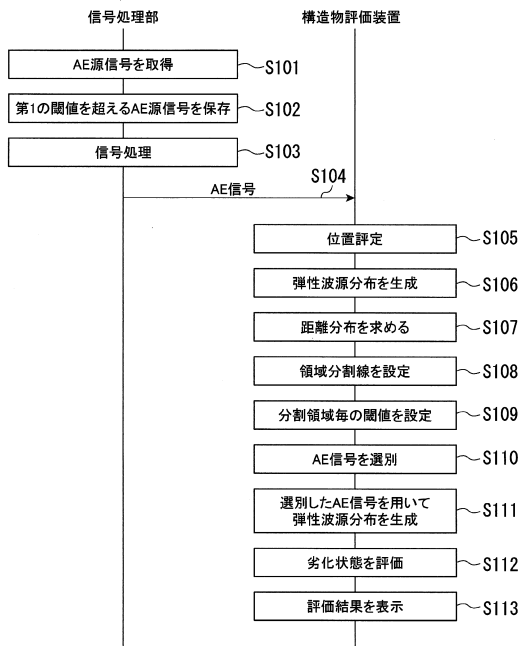 信号処理部
構造物評価装置
AE源信号を取得
S101
第1の閾値を超えるAE源信号を保存
S102
信号処理
S103
AE信号
S104
位置評定
S105
弾性波源分布を生成
S106
距離分布を求める
S107
領域分割線を設定
S108
分割領域毎の閾値を設定
S109
AE信号を選別
S110
選別したAE信号を用いて
弾性波源分布を生成
S111
劣化状態を評価
S112
評価結果を表示
S113